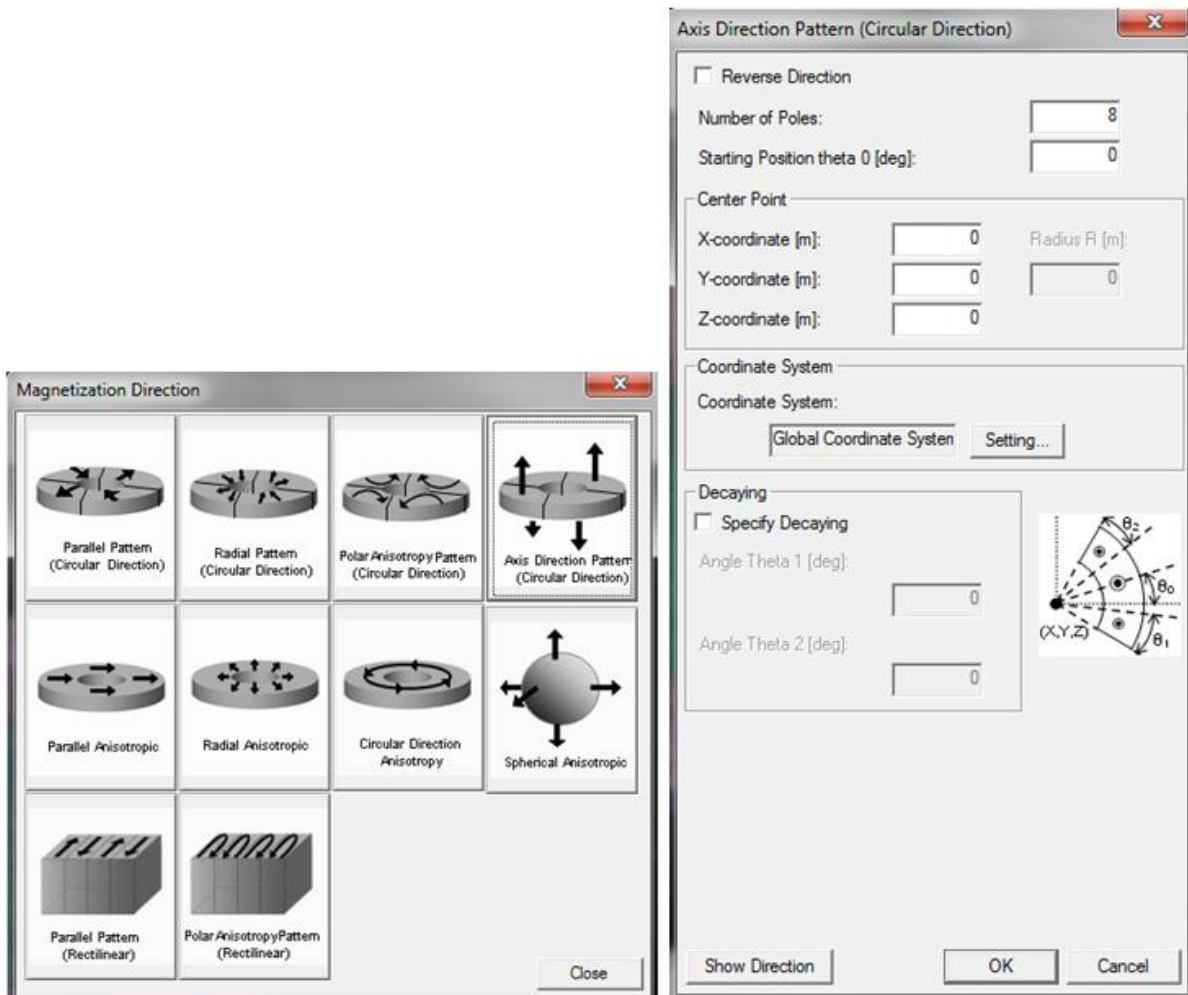 Magnetization Direction
Parallel Pattern
(Circular Direction)
Radial Pattern
(Circular Direction)
Polar Anisotropy Pattern
(Circular Direction)
Axis Direction Pattern
(Circular Direction)
Parallel Anisotropic
Radial Anisotropic
Circular Direction
Anisotropy
Spherical Anisotropic
Parallel Pattern
(Rectilinear)
Polar Anisotropy Pattern
(Rectilinear)
Close
Axis Direction Pattern (Circular Direction)
Reverse Direction
Number of Poles: 8
Starting Position theta 0 [deg]: 0
Center Point
X-coordinate [m]: 0 Radius R [m]:
Y-coordinate [m]: 0 0
Z-coordinate [m]: 0
Coordinate System
Coordinate System:
Global Coordinate System Setting...
Decaying
Specify Decaying
Angle Theta 1 [deg]:
0
Angle Theta 2 [deg]:
0
θ2
θ0
(X,Y,Z)
θ1
Show Direction OK Cancel